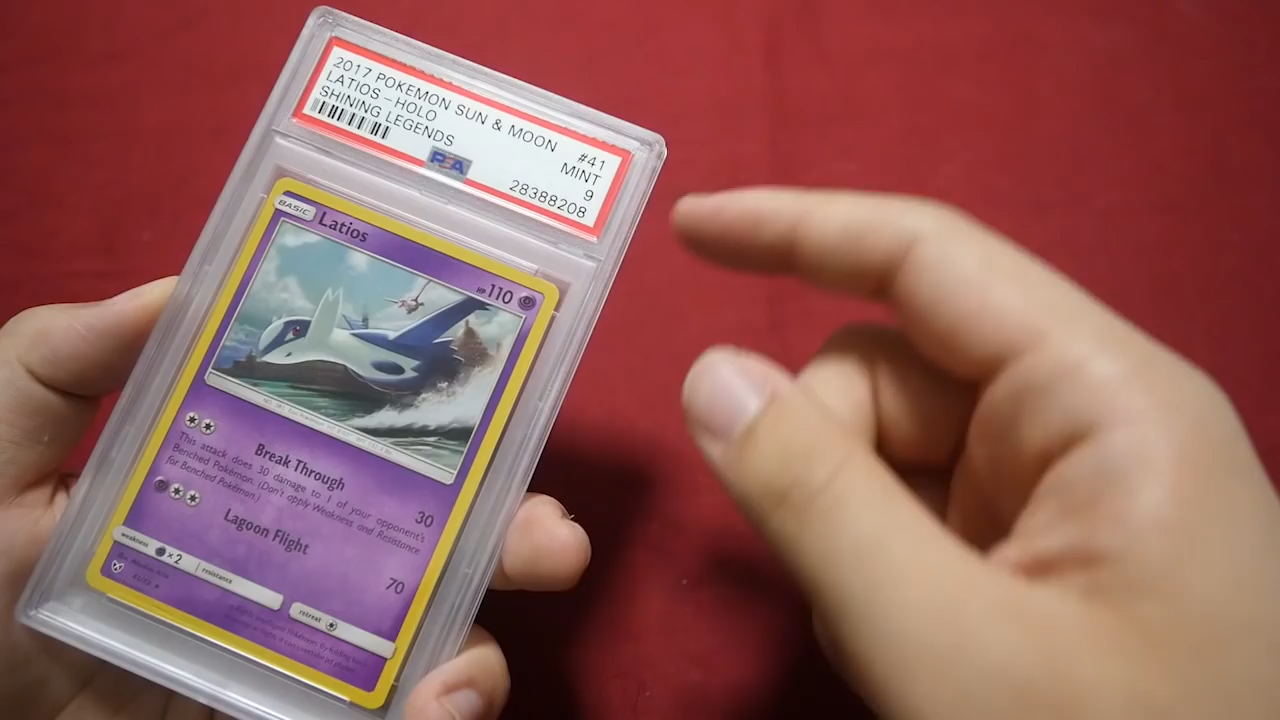 2017 POKEMON SUN & MOON #41
LATIOS - HOLO MINT
SHINING LEGENDS 9
PSA 28388208
BASIC Latios HP 110
Break Through 30
This attack does 30 damage to 1 of your opponent's
Benched Pokémon. (Don't apply Weakness and Resistance
for Benched Pokémon.)
Lagoon Flight 70
weakness ×2 resistance
retreat